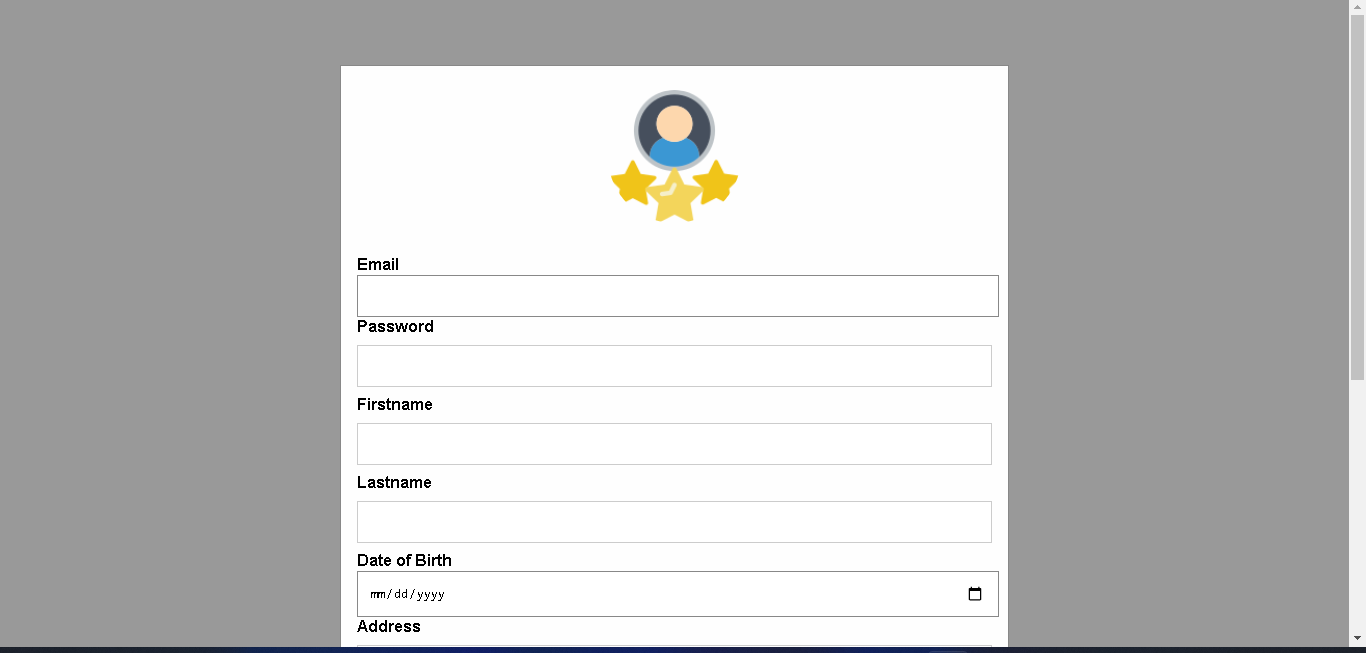 Email
Password
Firstname
Lastname
Date of Birth
mm/dd/yyyy
Address